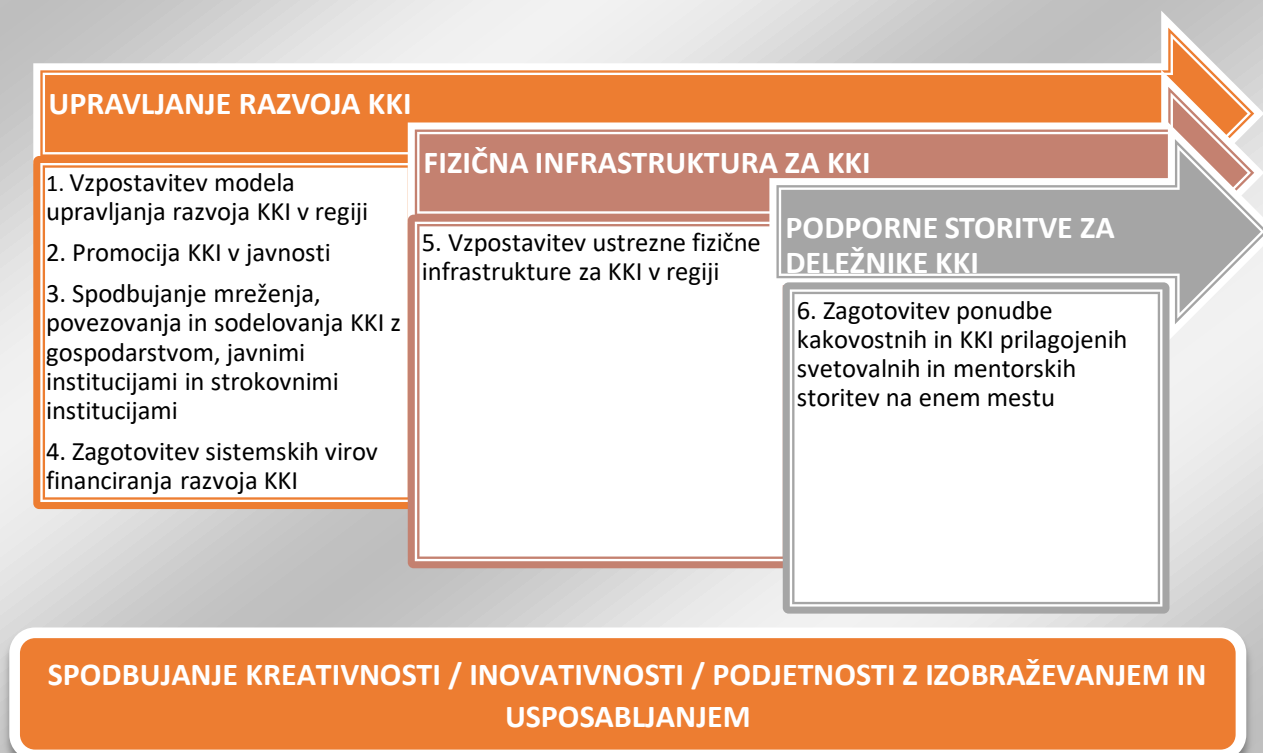 UPRAVLJANJE RAZVOJA KKI
1. Vzpostavitev modela
upravljanja razvoja KKI v regiji
2. Promocija KKI v javnosti
3. Spodbujanje mreženja,
povezovanja in sodelovanja KKI z
gospodarstvom, javnimi
institucijami in strokovnimi
institucijami
4. Zagotovitev sistemskih virov
financiranja razvoja KKI
FIZIČNA INFRASTRUKTURA ZA KKI
5. Vzpostavitev ustrezne fizične
infrastrukture za KKI v regiji
PODPORNE STORITVE ZA
DELEŽNIKE KKI
6. Zagotovitev ponudbe
kakovostnih in KKI prilagojenih
svetovalnih in mentorskih
storitev na enem mestu
SPODBUJANJE KREATIVNOSTI / INOVATIVNOSTI / PODJETNOSTI Z IZOBRAŽEVANJEM IN
USPOSABLJANJEM